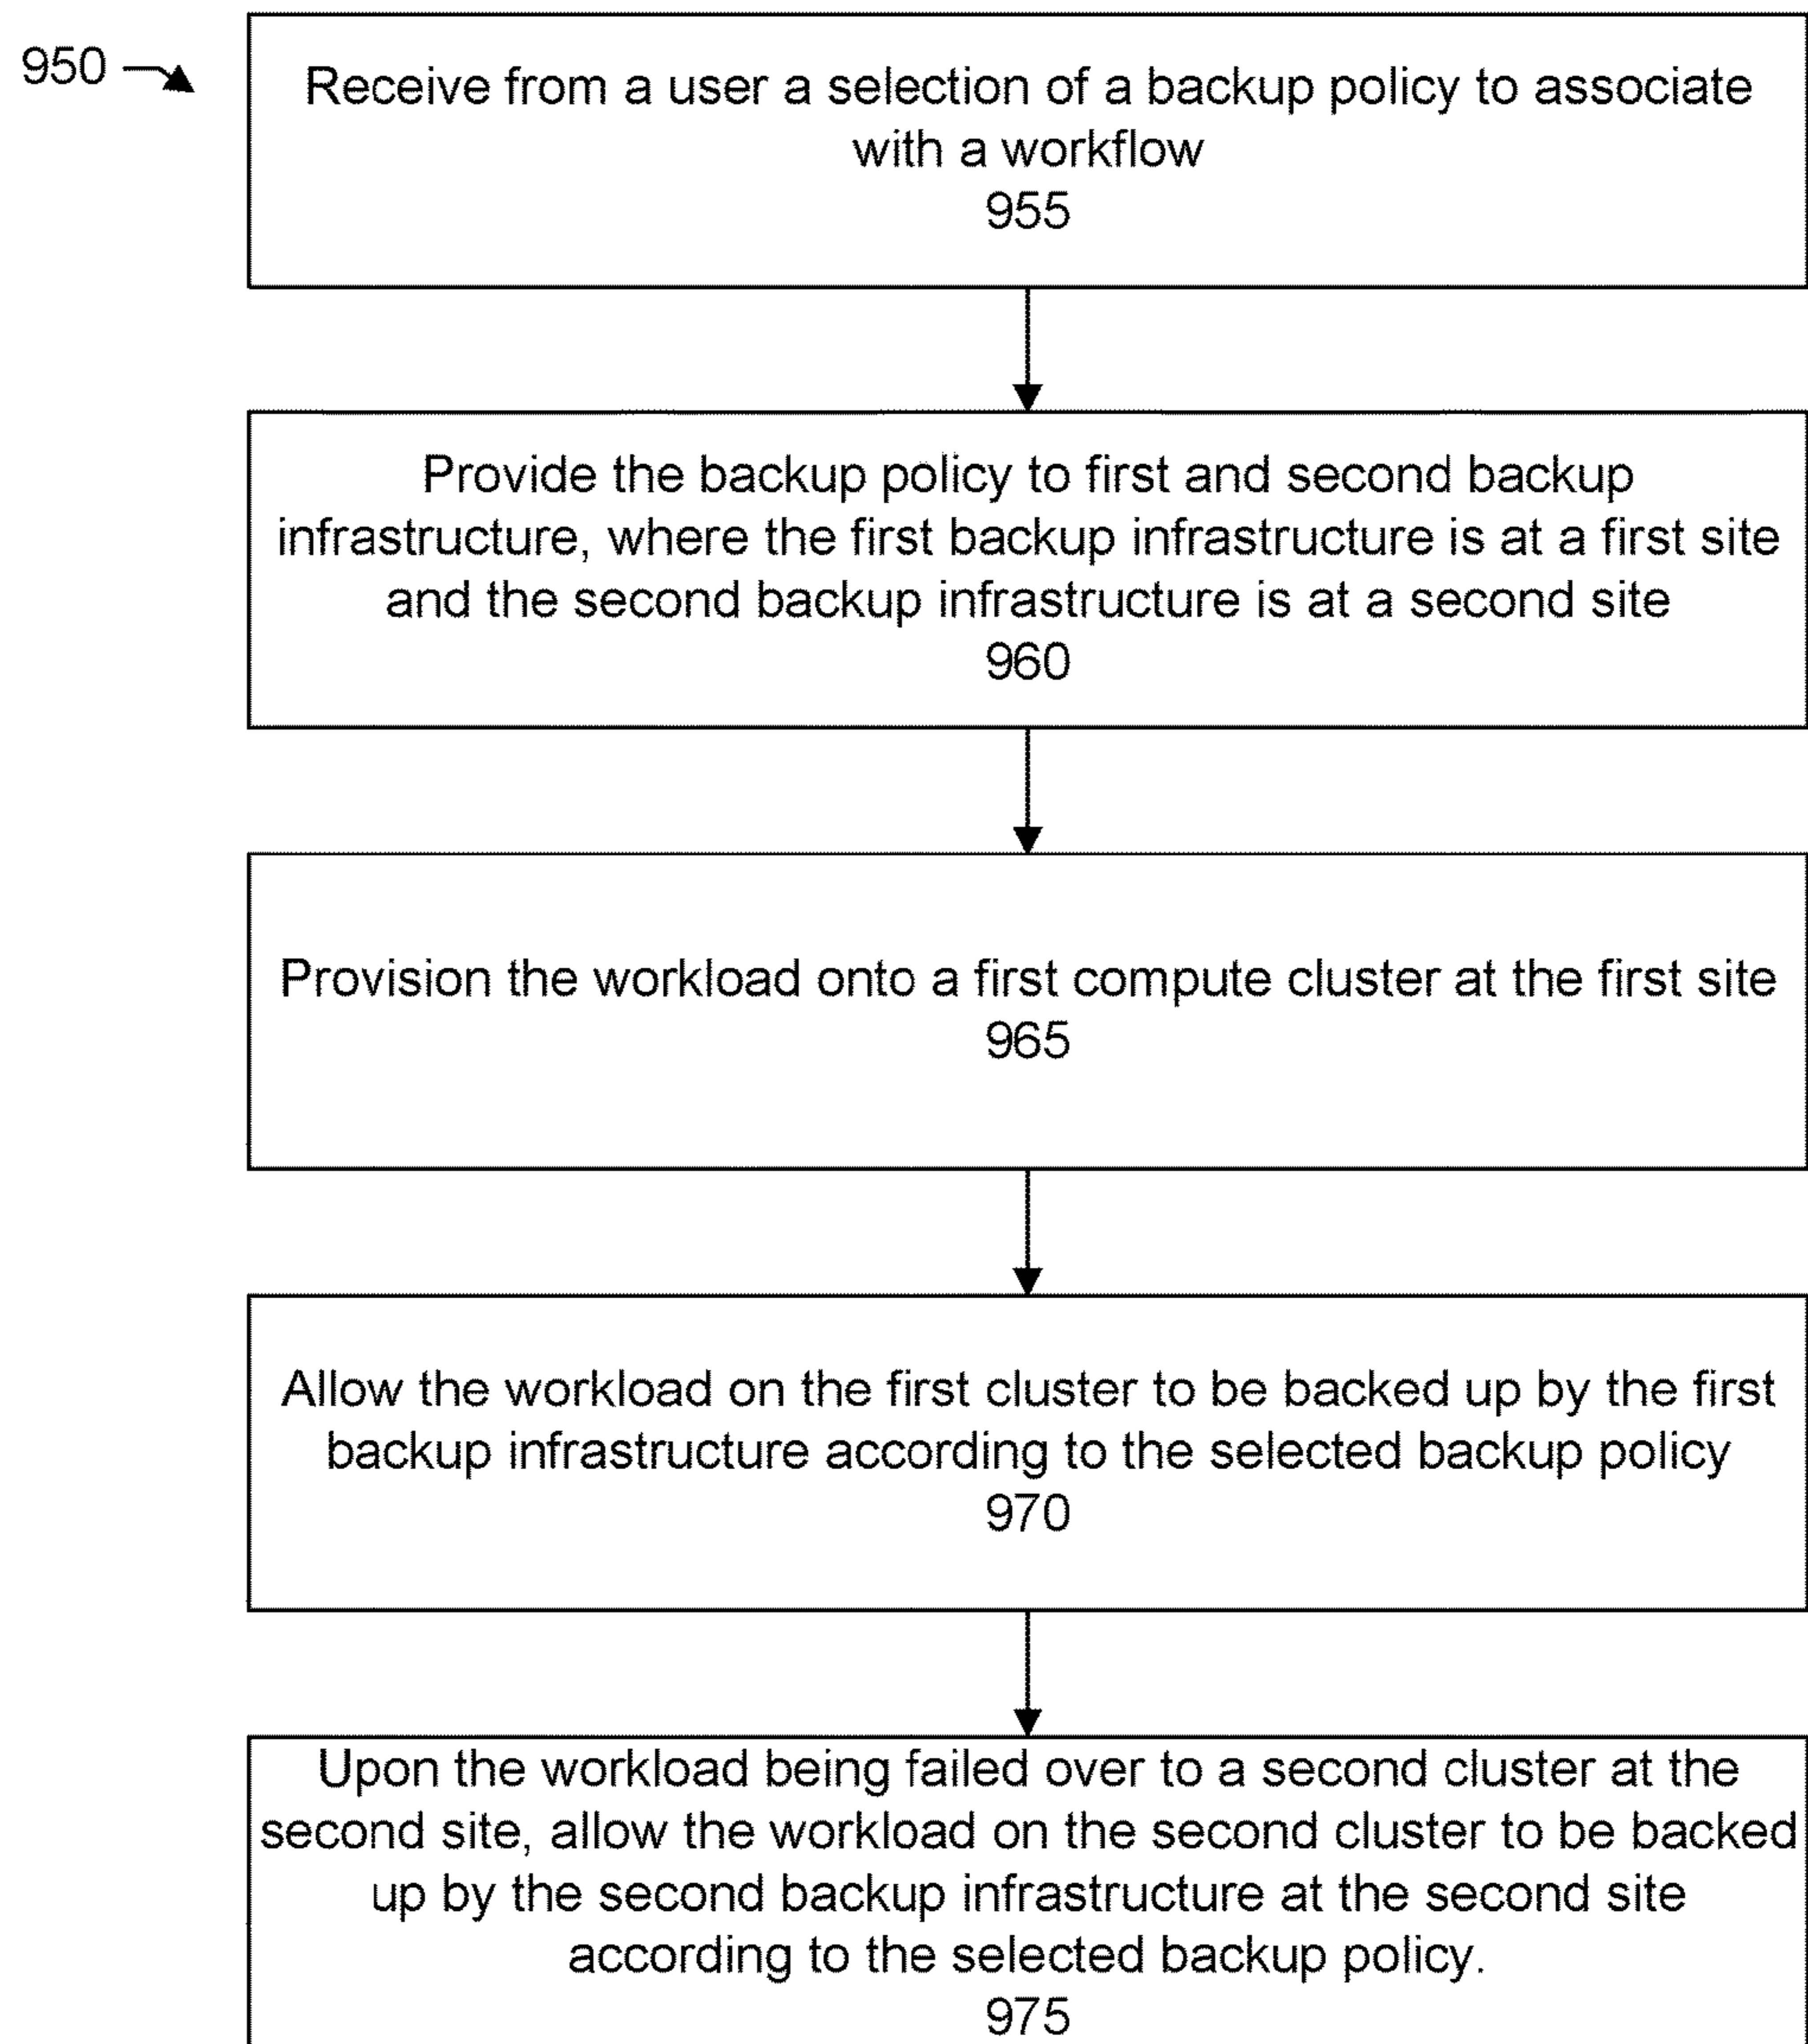 950
Receive from a user a selection of a backup policy to associate
with a workflow
955
Provide the backup policy to first and second backup
infrastructure, where the first backup infrastructure is at a first site
and the second backup infrastructure is at a second site
960
Provision the workload onto a first compute cluster at the first site
965
Allow the workload on the first cluster to be backed up by the first
backup infrastructure according to the selected backup policy
970
Upon the workload being failed over to a second cluster at the
second site, allow the workload on the second cluster to be backed
up by the second backup infrastructure at the second site
according to the selected backup policy.
975